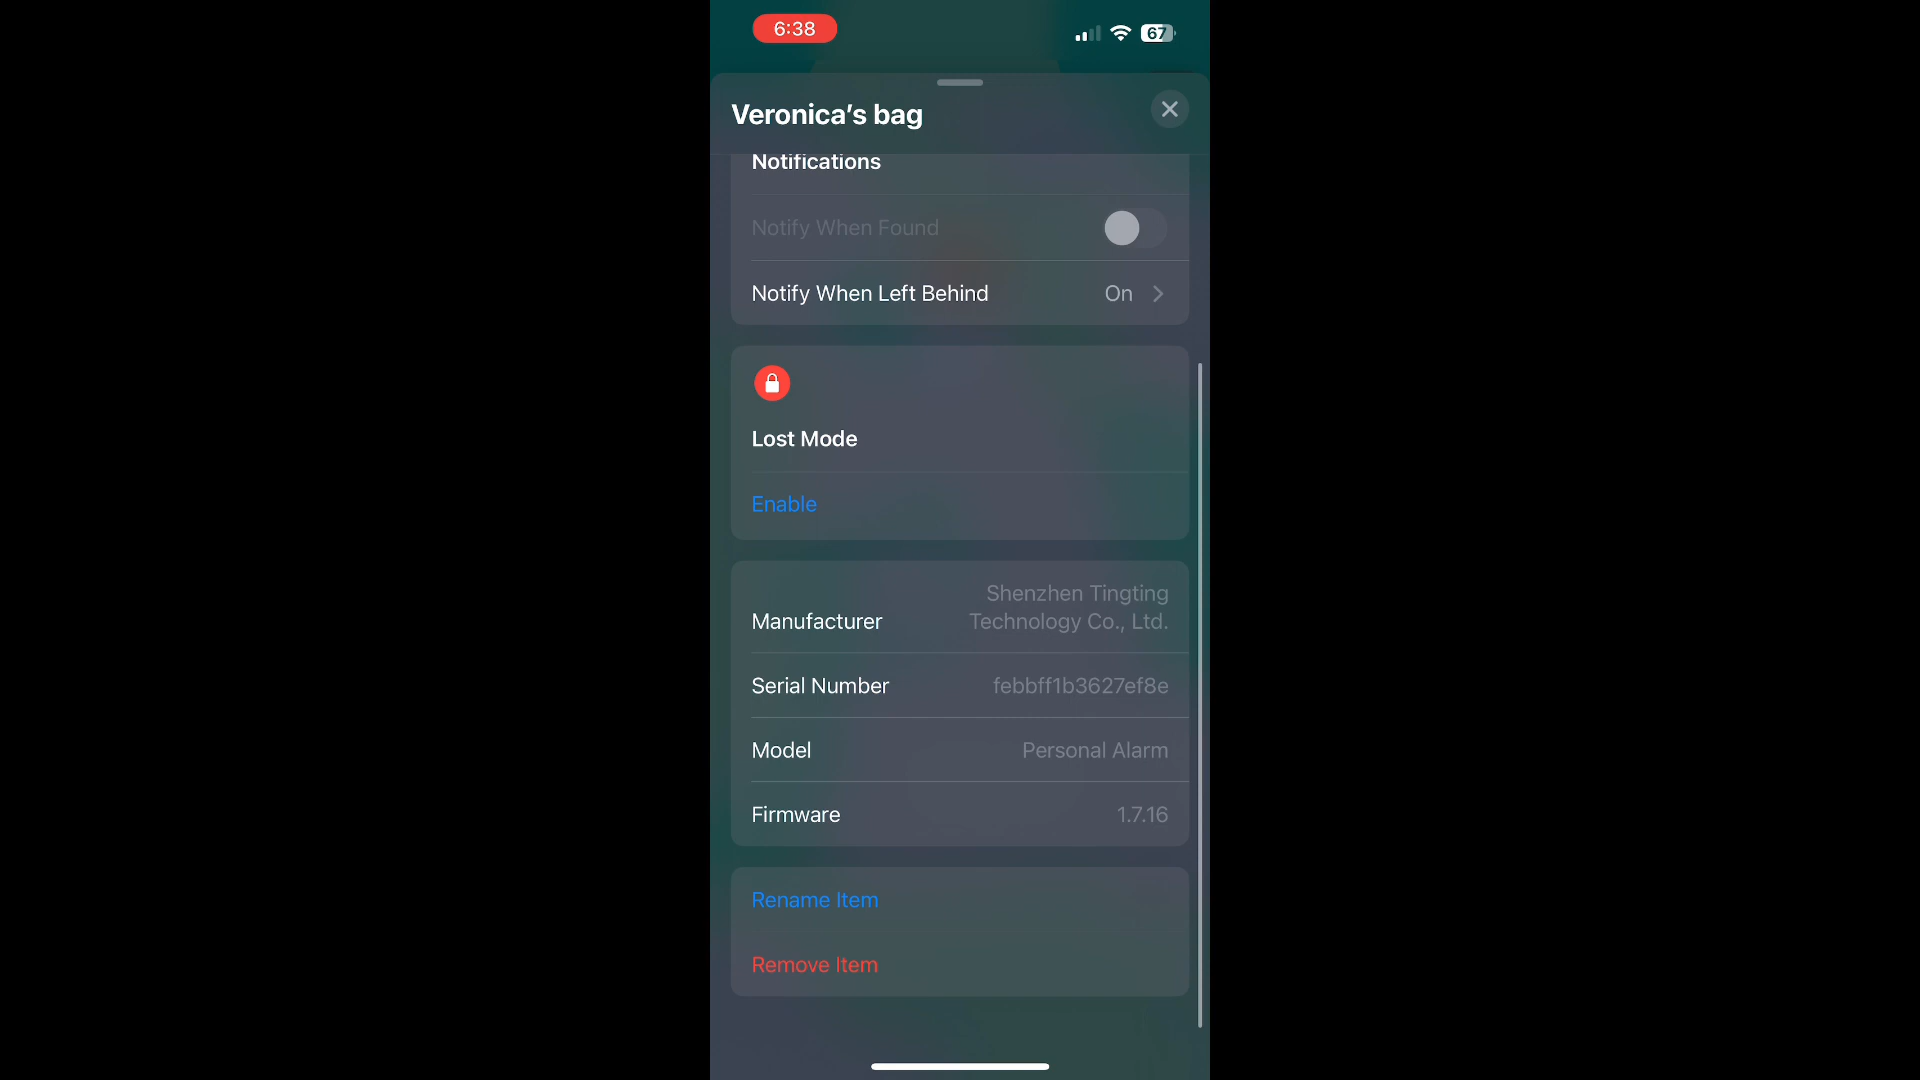 6:38
67
Veronica’s bag
Notifications
Notify When Found
Notify When Left Behind On
Lost Mode
Enable
Shenzhen Tingting
Manufacturer Technology Co., Ltd.
Serial Number febbff1b3627ef8e
Model Personal Alarm
Firmware 1.7.16
Rename Item
Remove Item